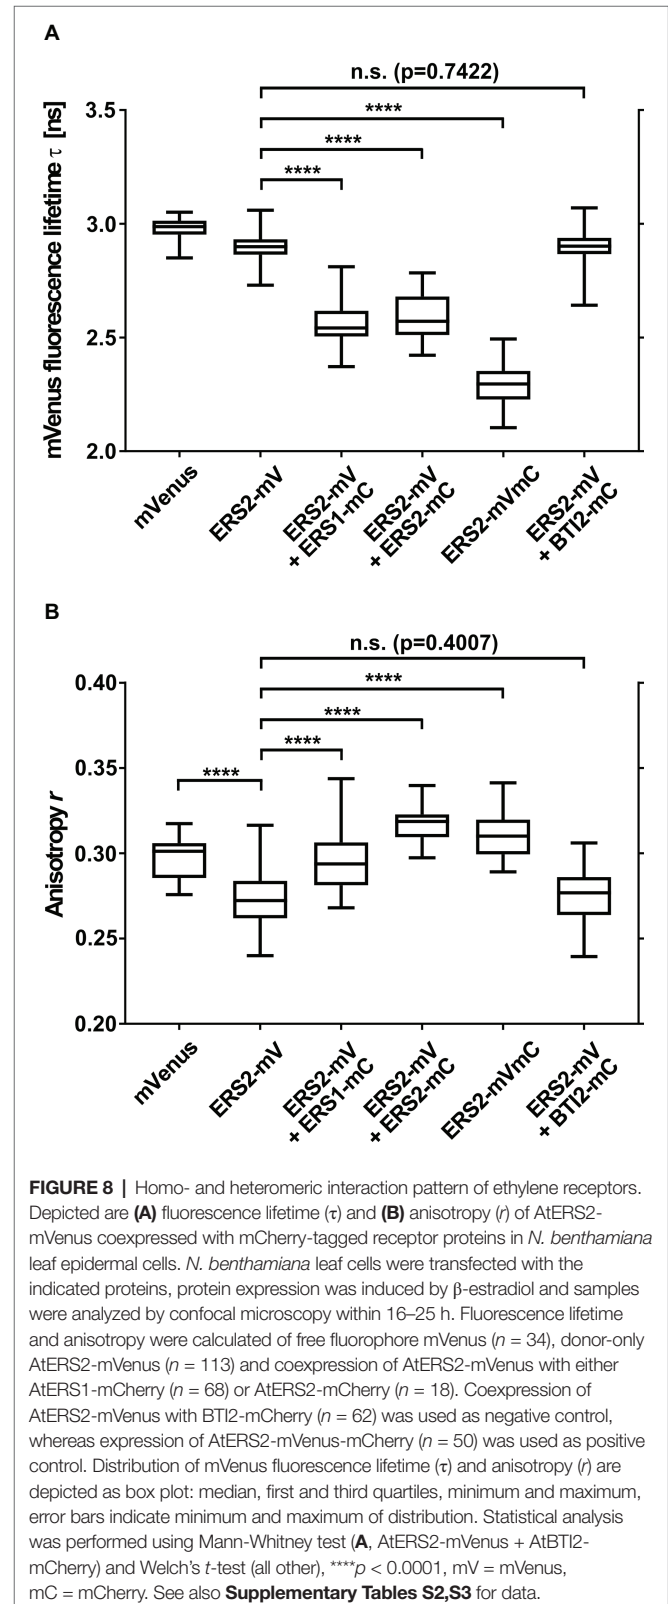 A
n.s. (p=0.7422)
****
****
****
mVenus fluorescence lifetime τ [ns]
3.5
3.0
2.5
2.0
mVenus
ERS2-mV
ERS2-mV
+ ERS1-mC
ERS2-mV
+ ERS2-mC
ERS2-mVmC
ERS2-mV
+ BTI2-mC
B
n.s. (p=0.4007)
****
****
****
****
Anisotropy r
0.40
0.35
0.30
0.25
0.20
mVenus
ERS2-mV
ERS2-mV
+ ERS1-mC
ERS2-mV
+ ERS2-mC
ERS2-mVmC
ERS2-mV
+ BTI2-mC
FIGURE 8 | Homo- and heteromeric interaction pattern of ethylene receptors.
Depicted are (A) fluorescence lifetime (τ) and (B) anisotropy (r) of AtERS2-
mVenus coexpressed with mCherry-tagged receptor proteins in N. benthamiana
leaf epidermal cells. N. benthamiana leaf cells were transfected with the
indicated proteins, protein expression was induced by β-estradiol and samples
were analyzed by confocal microscopy within 16–25 h. Fluorescence lifetime
and anisotropy were calculated of free fluorophore mVenus (n = 34), donor-only
AtERS2-mVenus (n = 113) and coexpression of AtERS2-mVenus with either
AtERS1-mCherry (n = 68) or AtERS2-mCherry (n = 18). Coexpression of
AtERS2-mVenus with BTI2-mCherry (n = 62) was used as negative control,
whereas expression of AtERS2-mVenus-mCherry (n = 50) was used as positive
control. Distribution of mVenus fluorescence lifetime (τ) and anisotropy (r) are
depicted as box plot: median, first and third quartiles, minimum and maximum,
error bars indicate minimum and maximum of distribution. Statistical analysis
was performed using Mann-Whitney test (A, AtERS2-mVenus + AtBTI2-
mCherry) and Welch's t-test (all other), ****p < 0.0001, mV = mVenus,
mC = mCherry. See also Supplementary Tables S2,S3 for data.